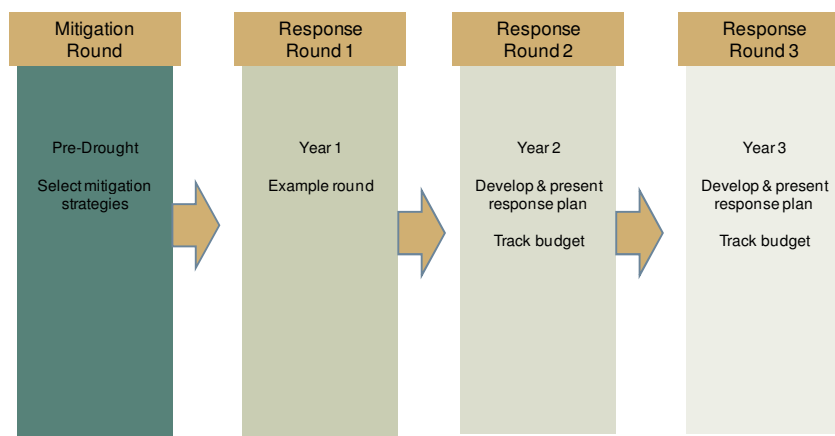 Mitigation
Round
Pre-Drought
Select mitigation
strategies
Response
Round 1
Year 1
Example round
Response
Round 2
Year 2
Develop & present
response plan
Track budget
Response
Round 3
Year 3
Develop & present
response plan
Track budget